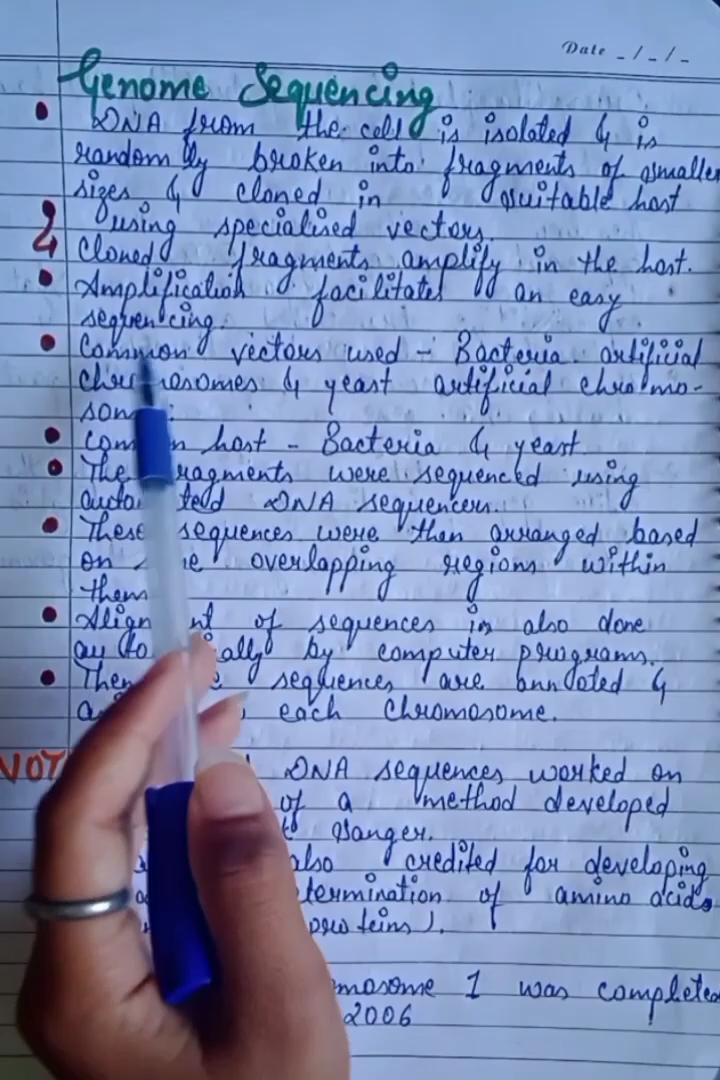 Date _/_/_
Genome Sequencing
DNA from the cell is isolated & is
randomly broken into fragments of smaller
sizes & cloned in suitable host
using specialised vectors.
Cloned fragments amplify in the host.
Amplification facilitates an easy
sequencing.
Common vectors used - Bacteria artificial
chromosomes & yeast artificial chromo-
som
host - Bacteria & yeast
The fragments were sequenced using
DNA sequencers.
These sequences were then arranged based
on overlapping regions within
them
of sequences is also done
by computer programs.
sequences are annoated &
each chromosome.
NOT DNA sequences worked on
of a method developed
Sanger.
also credited for developing
of amino acids
proteins).
1 was completed
2006